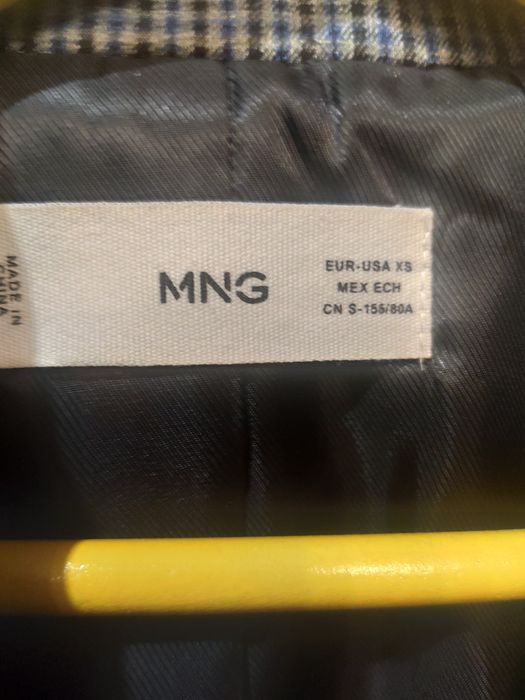 MADE IN
CHINA
MNG
EUR-USA XS
MEX ECH
CN S-155/80A